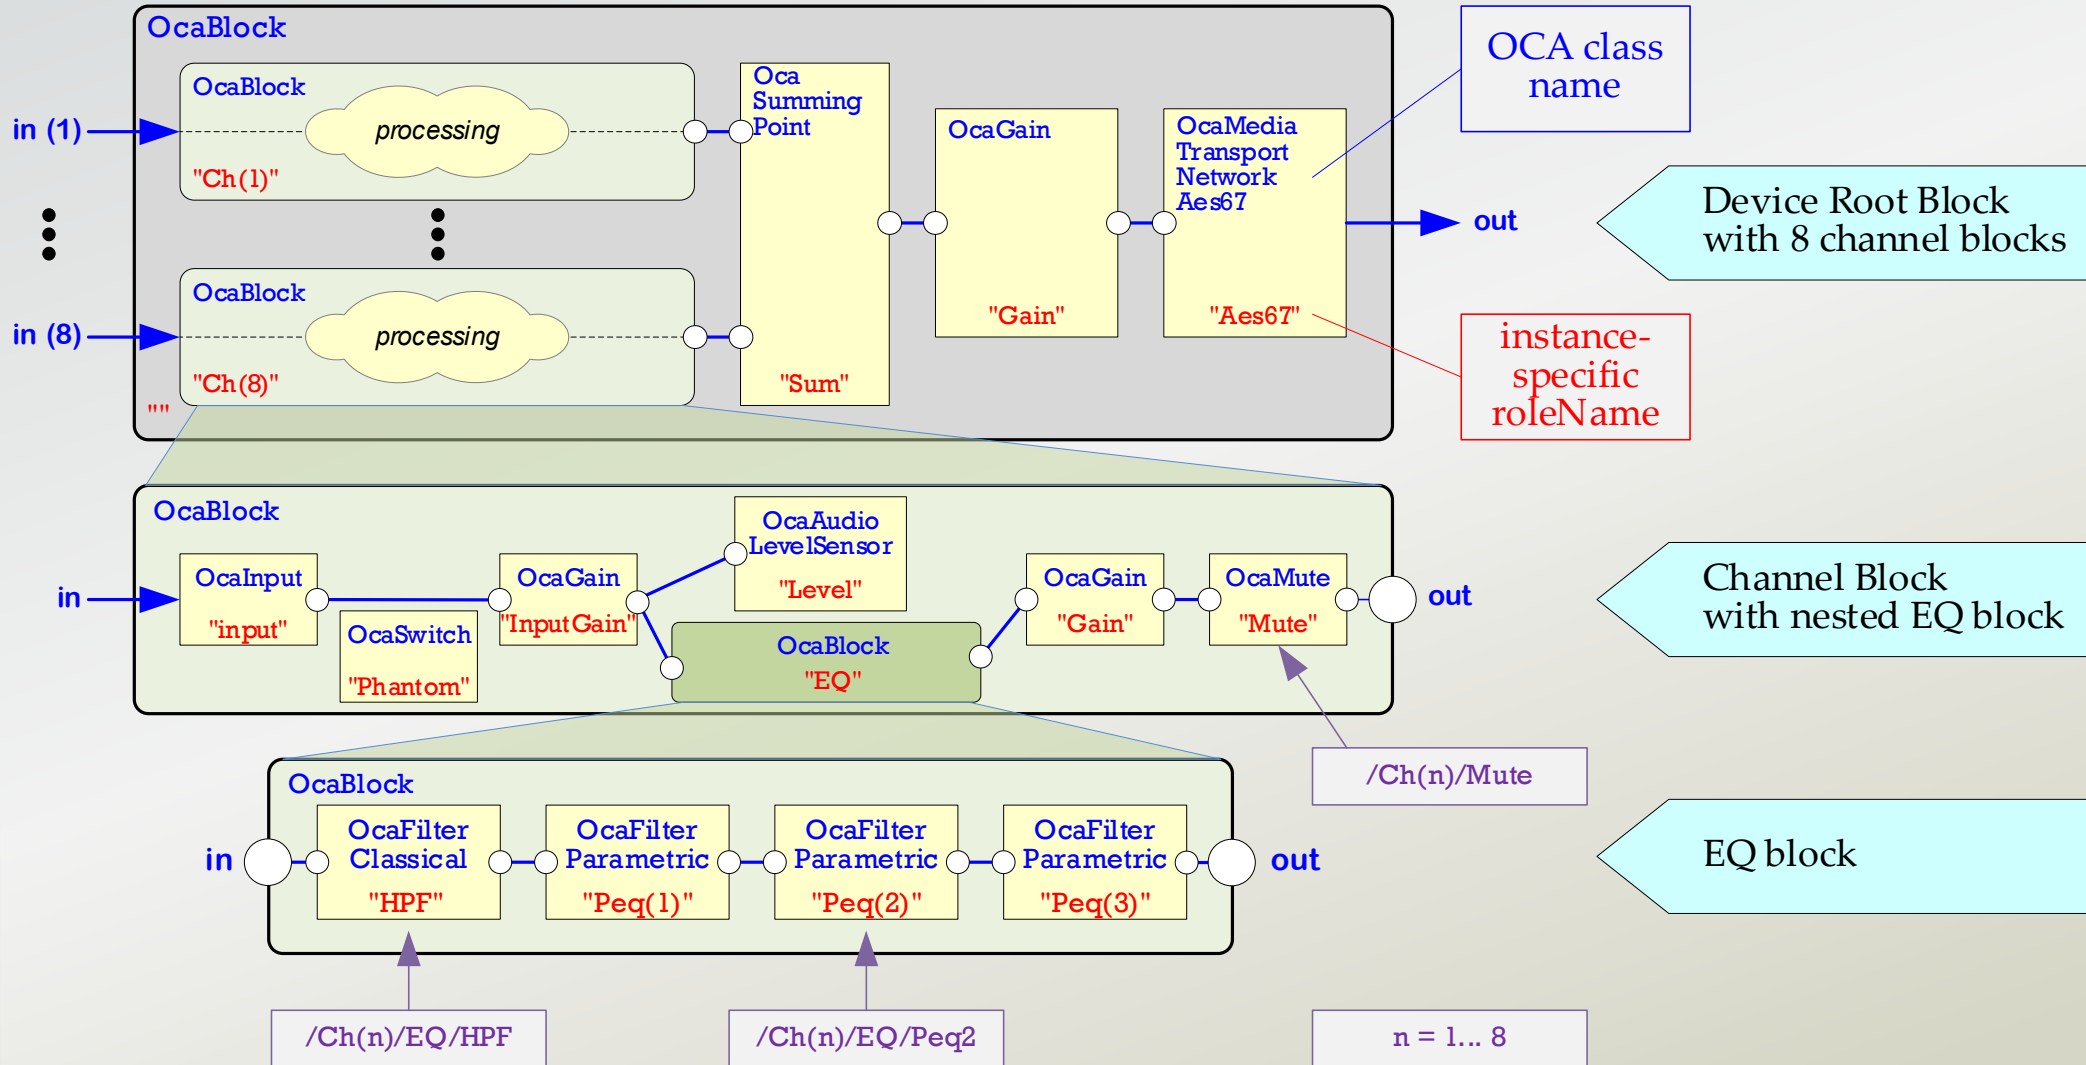 OcaBlock
OcaBlock
in (1)
processing
"Ch(1)"
Oca
Summing
Point
"Sum"
OcaGain
"Gain"
OcaMedia
Transport
Network
Aes67
"Aes67"
out
OCA class
name
Device Root Block
with 8 channel blocks
instance-
specific
roleName
OcaBlock
in (8)
processing
"Ch(8)"
""
OcaBlock
in
OcaInput
"input"
OcaSwitch
"Phantom"
OcaGain
"InputGain"
OcaAudio
LevelSensor
"Level"
OcaBlock
"EQ"
OcaGain
"Gain"
OcaMute
"Mute"
out
Channel Block
with nested EQ block
/Ch(n)/Mute
OcaBlock
in
OcaFilter
Classical
"HPF"
OcaFilter
Parametric
"Peq(1)"
OcaFilter
Parametric
"Peq(2)"
OcaFilter
Parametric
"Peq(3)"
out
EQ block
/Ch(n)/EQ/HPF
/Ch(n)/EQ/Peq2
n = 1... 8